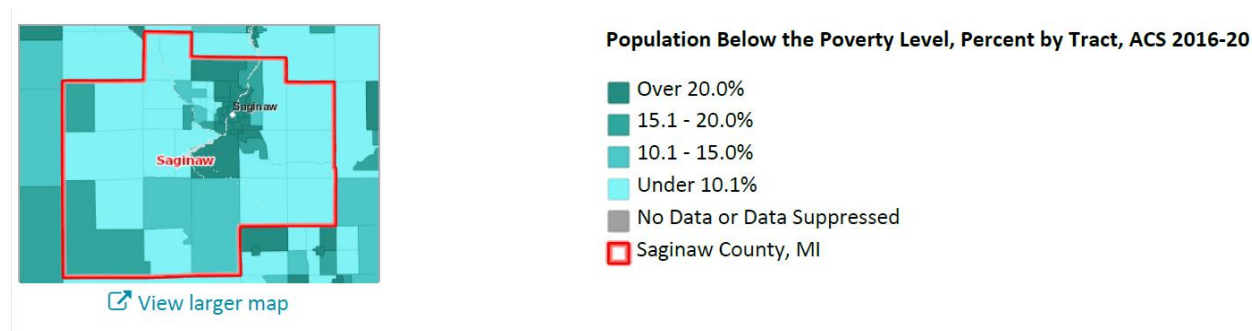 Saginaw
Saginaw
View larger map
Population Below the Poverty Level, Percent by Tract, ACS 2016-20
Over 20.0%
15.1 - 20.0%
10.1 - 15.0%
Under 10.1%
No Data or Data Suppressed
Saginaw County, MI